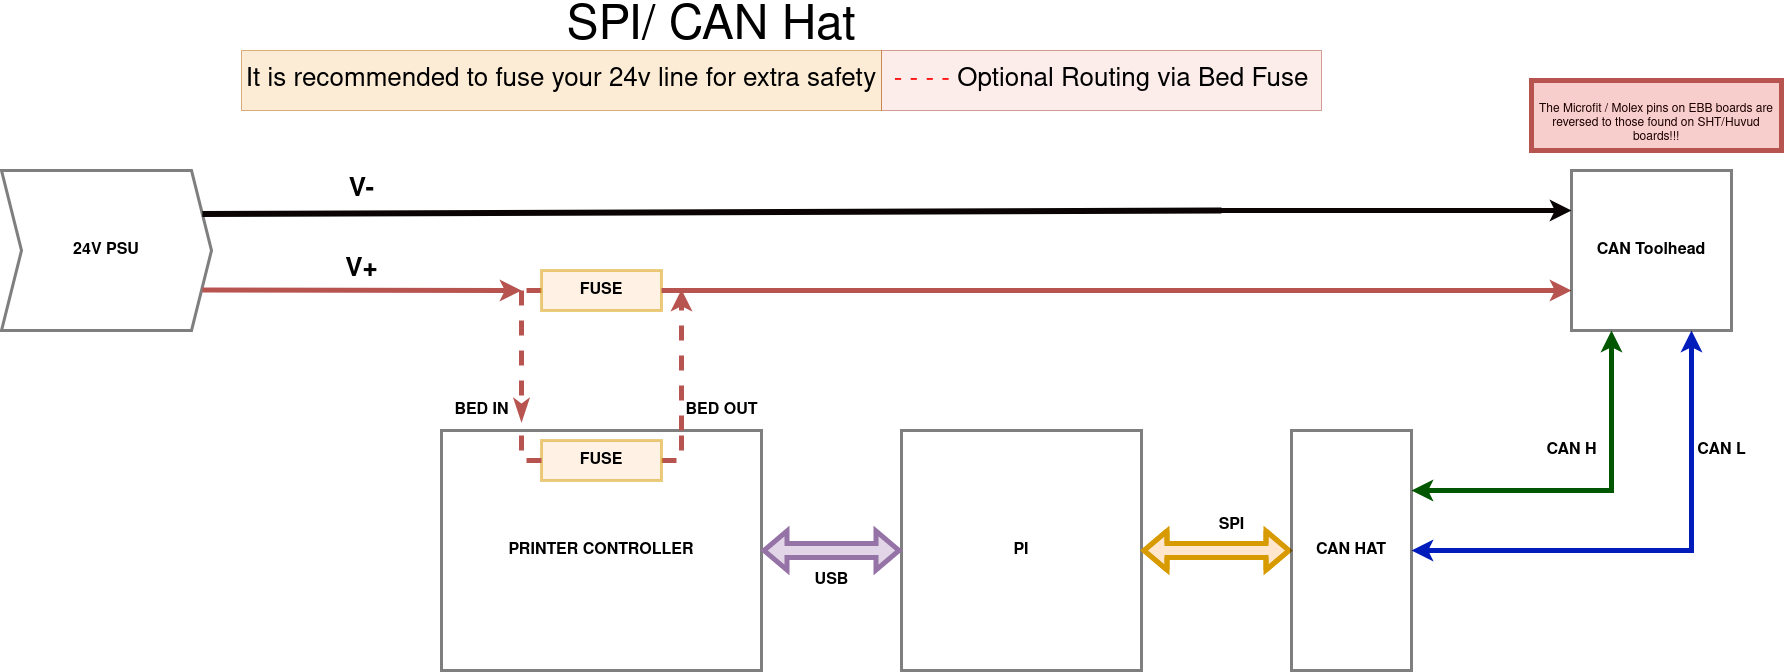 SPI/ CAN Hat
It is recommended to fuse your 24v line for extra safety
- - - - Optional Routing via Bed Fuse
The Microfit / Molex pins on EBB boards are
reversed to those found on SHT/Huvud
boards!!!
V-
24V PSU
CAN Toolhead
V+
FUSE
BED IN
BED OUT
FUSE
CAN H
CAN L
SPI
PRINTER CONTROLLER
PI
CAN HAT
USB